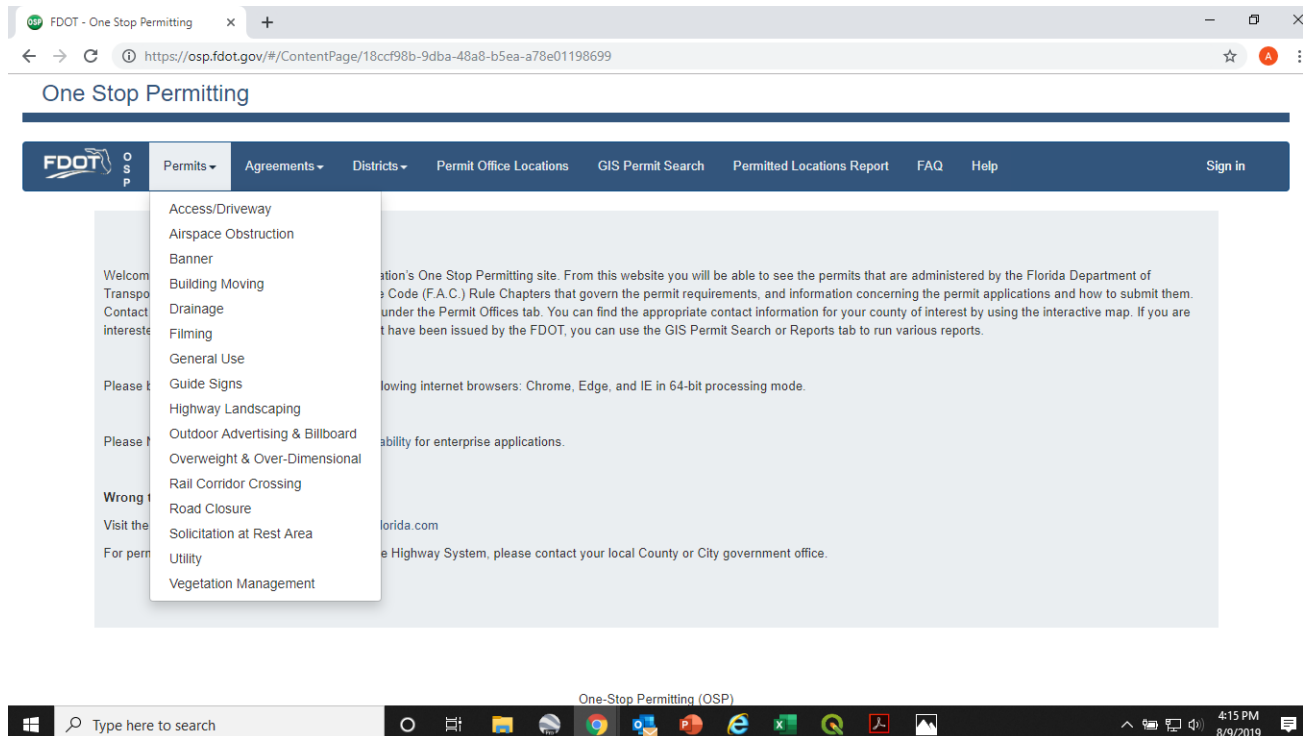 OSP FDOT - One Stop Permitting
https://osp.fdot.gov/#/ContentPage/18ccf98b-9dba-48a8-b5ea-a78e01198699
A
One Stop Permitting
FDOT OSP Permits Agreements Districts Permit Office Locations GIS Permit Search Permitted Locations Report FAQ Help Sign in
Access/Driveway
Airspace Obstruction
Banner
Building Moving
Drainage
Filming
General Use
Guide Signs
Highway Landscaping
Outdoor Advertising & Billboard
Overweight & Over-Dimensional
Rail Corridor Crossing
Road Closure
Solicitation at Rest Area
Utility
Vegetation Management
Welcom ation's One Stop Permitting site. From this website you will be able to see the permits that are administered by the Florida Department of
Transpo e Code (F.A.C.) Rule Chapters that govern the permit requirements, and information concerning the permit applications and how to submit them.
Contact under the Permit Offices tab. You can find the appropriate contact information for your county of interest by using the interactive map. If you are
intereste t have been issued by the FDOT, you can use the GIS Permit Search or Reports tab to run various reports.
Please b lowing internet browsers: Chrome, Edge, and IE in 64-bit processing mode.
Please N ability for enterprise applications.
Wrong t
Visit the lorida.com
For perm e Highway System, please contact your local County or City government office.
One-Stop Permitting (OSP)
Type here to search
4:15 PM
8/9/2019